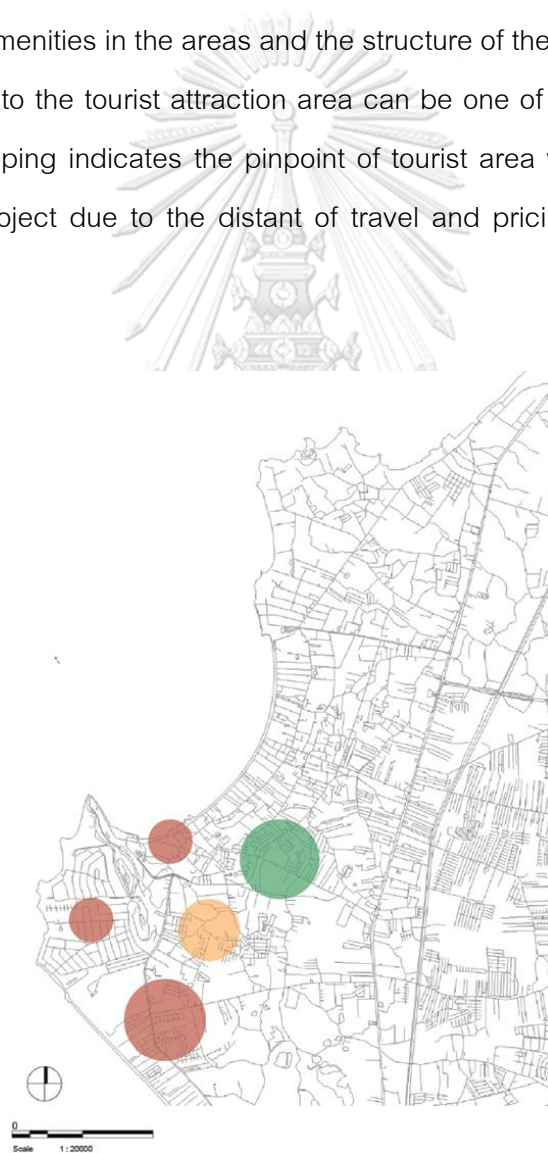 menities in the areas and the structure of the
to the tourist attraction area can be one of
ping indicates the pinpoint of tourist area
oject due to the distant of travel and prici
0
Scale 1 : 20000